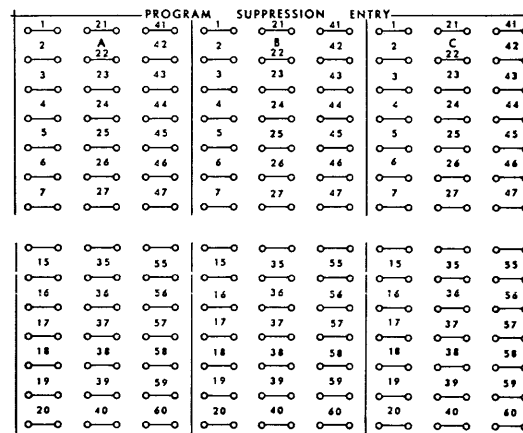 PROGRAM SUPPRESSION ENTRY
1 21 41 1 21 41 1 21 41
2 A 42 2 B 42 2 C 42
22 22 22
3 23 43 3 23 43 3 23 43
4 24 44 4 24 44 4 24 44
5 25 45 5 25 45 5 25 45
6 26 46 6 26 46 6 26 46
7 27 47 7 27 47 7 27 47
15 35 55 15 35 55 15 35 55
16 36 56 16 36 56 16 36 56
17 37 57 17 37 57 17 37 57
18 38 58 18 38 58 18 38 58
19 39 59 19 39 59 19 39 59
20 40 60 20 40 60 20 40 60